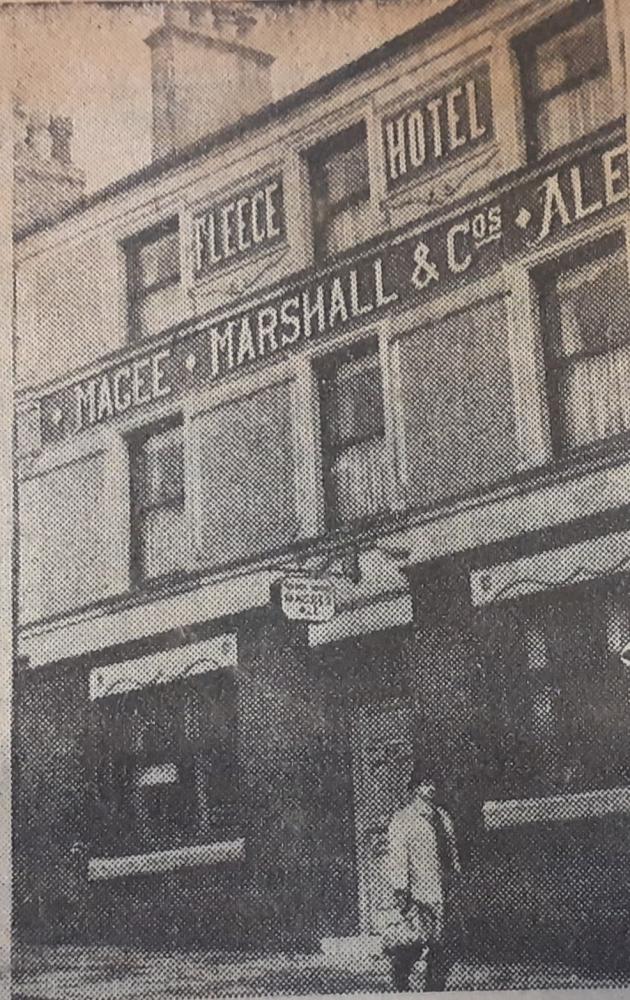 FLEECE
HOTEL
MAGEE · MARSHALL & Cos · ALE